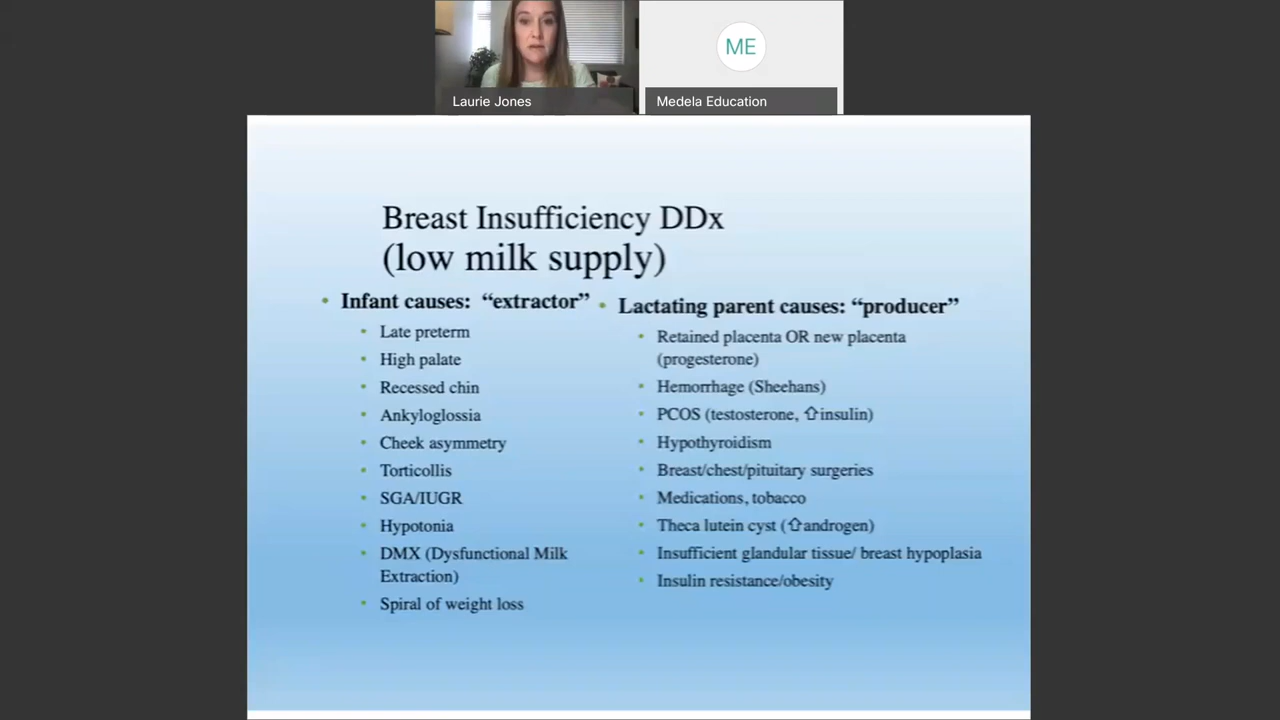 Laurie Jones
ME
Medela Education
Breast Insufficiency DDx
(low milk supply)
• Infant causes: “extractor”
• Late preterm
• High palate
• Recessed chin
• Ankyloglossia
• Cheek asymmetry
• Torticollis
• SGA/IUGR
• Hypotonia
• DMX (Dysfunctional Milk
Extraction)
• Spiral of weight loss
• Lactating parent causes: “producer”
• Retained placenta OR new placenta
(progesterone)
• Hemorrhage (Sheehans)
• PCOS (testosterone, ⇧insulin)
• Hypothyroidism
• Breast/chest/pituitary surgeries
• Medications, tobacco
• Theca lutein cyst (⇧androgen)
• Insufficient glandular tissue/ breast hypoplasia
• Insulin resistance/obesity